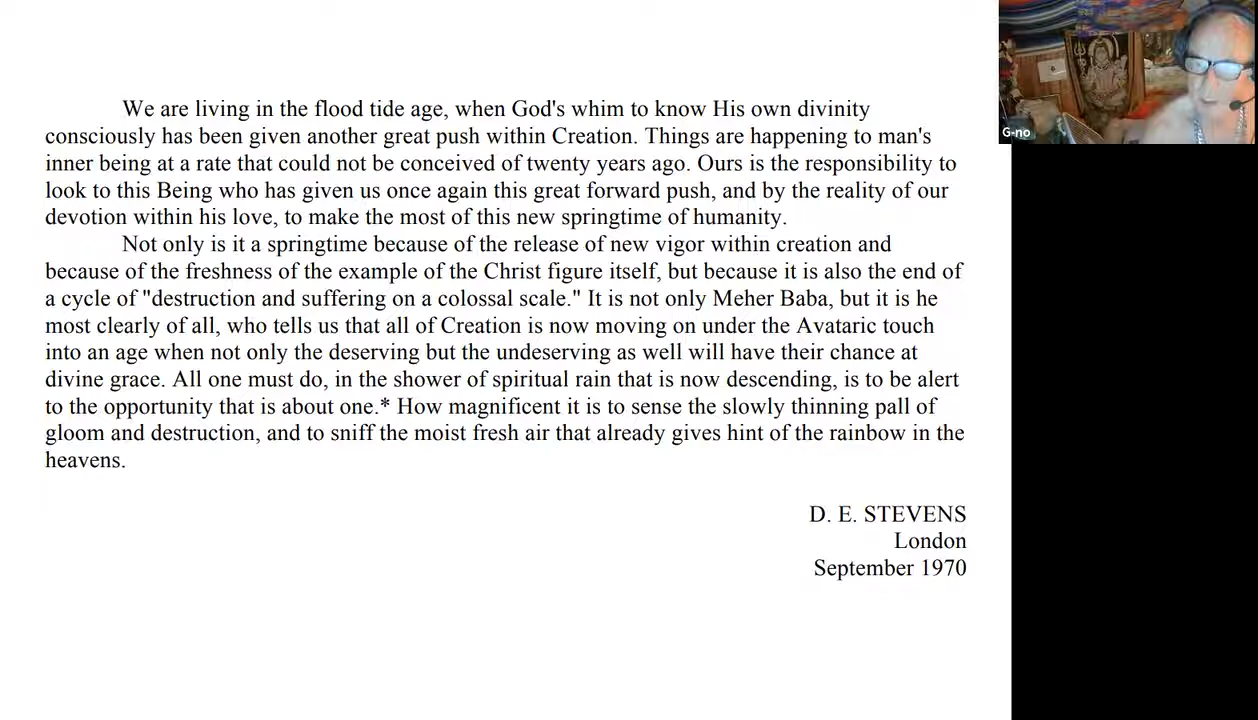 We are living in the flood tide age, when God's whim to know His own divinity
consciously has been given another great push within Creation. Things are happening to man's
inner being at a rate that could not be conceived of twenty years ago. Ours is the responsibility to
look to this Being who has given us once again this great forward push, and by the reality of our
devotion within his love, to make the most of this new springtime of humanity.
Not only is it a springtime because of the release of new vigor within creation and
because of the freshness of the example of the Christ figure itself, but because it is also the end of
a cycle of "destruction and suffering on a colossal scale." It is not only Meher Baba, but it is he
most clearly of all, who tells us that all of Creation is now moving on under the Avataric touch
into an age when not only the deserving but the undeserving as well will have their chance at
divine grace. All one must do, in the shower of spiritual rain that is now descending, is to be alert
to the opportunity that is about one.* How magnificent it is to sense the slowly thinning pall of
gloom and destruction, and to sniff the moist fresh air that already gives hint of the rainbow in the
heavens.
D. E. STEVENS
London
September 1970
G-no